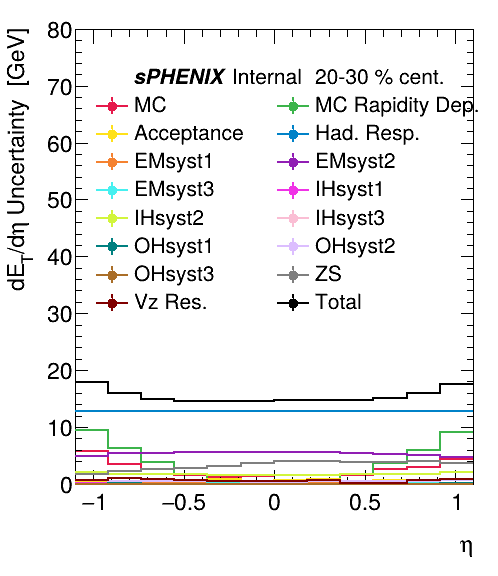 dE_T/dη Uncertainty [GeV]
80
70
60
50
40
30
20
10
0
sPHENIX Internal 20-30 % cent.
MC MC Rapidity Dep.
Acceptance Had. Resp.
EMsyst1 EMsyst2
EMsyst3 IHsyst1
IHsyst2 IHsyst3
OHsyst1 OHsyst2
OHsyst3 ZS
Vz Res. Total
−1 −0.5 0 0.5 1
η